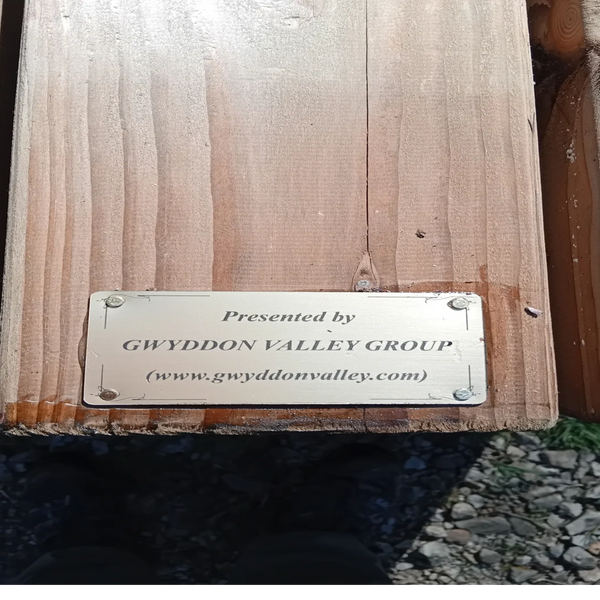 Presented by
GWYDDON VALLEY GROUP
(www.gwyddonvalley.com)